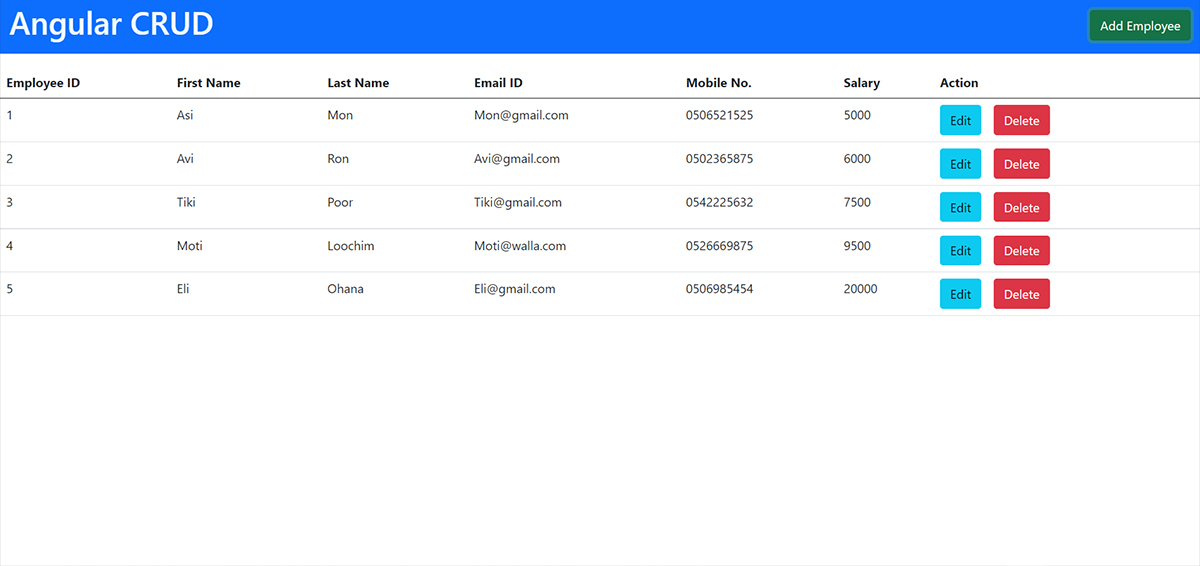 Angular CRUD Add Employee
Employee ID First Name Last Name Email ID Mobile No. Salary Action
1 Asi Mon Mon@gmail.com 0506521525 5000 Edit Delete
2 Avi Ron Avi@gmail.com 0502365875 6000 Edit Delete
3 Tiki Poor Tiki@gmail.com 0542225632 7500 Edit Delete
4 Moti Loochim Moti@walla.com 0526669875 9500 Edit Delete
5 Eli Ohana Eli@gmail.com 0506985454 20000 Edit Delete